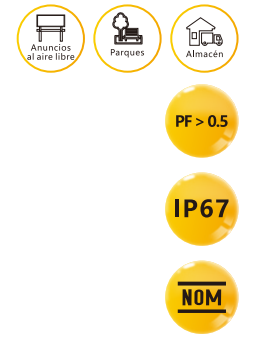 Anuncios
al aire libre
Parques
Almacén
PF > 0.5
IP67
NOM